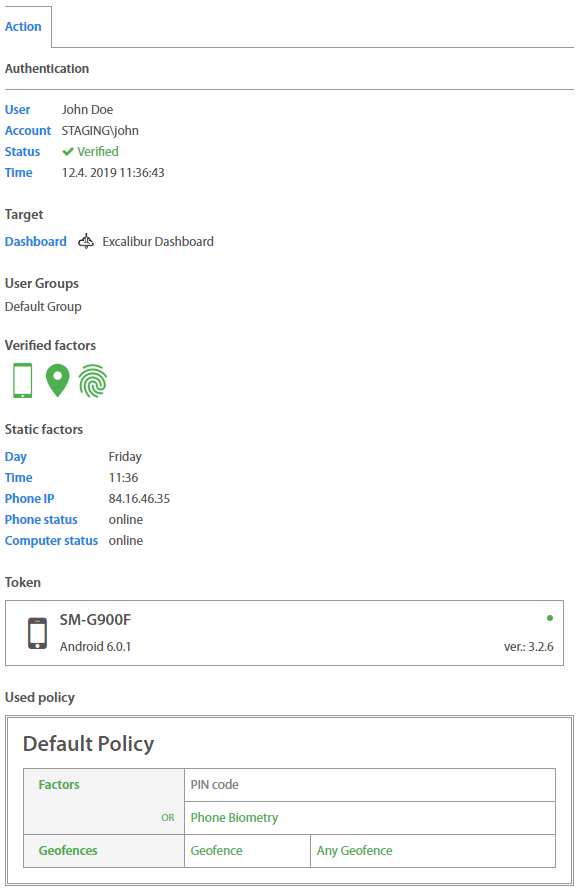 Action
Authentication
User John Doe
Account STAGING\john
Status Verified
Time 12.4. 2019 11:36:43
Target
Dashboard Excalibur Dashboard
User Groups
Default Group
Verified factors
Static factors
Day Friday
Time 11:36
Phone IP 84.16.46.35
Phone status online
Computer status online
Token
SM-G900F
Android 6.0.1 ver.: 3.2.6
Used policy
Default Policy
Factors PIN code
OR Phone Biometry
Geofences Geofence Any Geofence